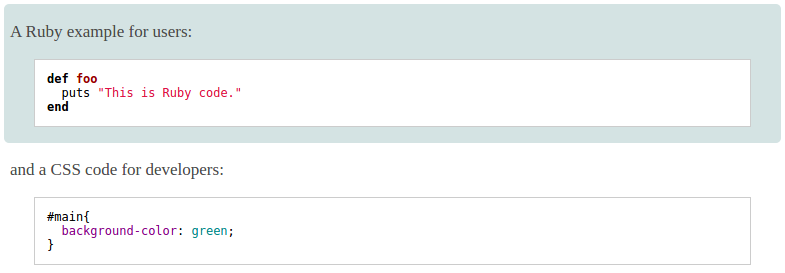 A Ruby example for users:
def foo
  puts "This is Ruby code."
end
and a CSS code for developers:
#main{
  background-color: green;
}